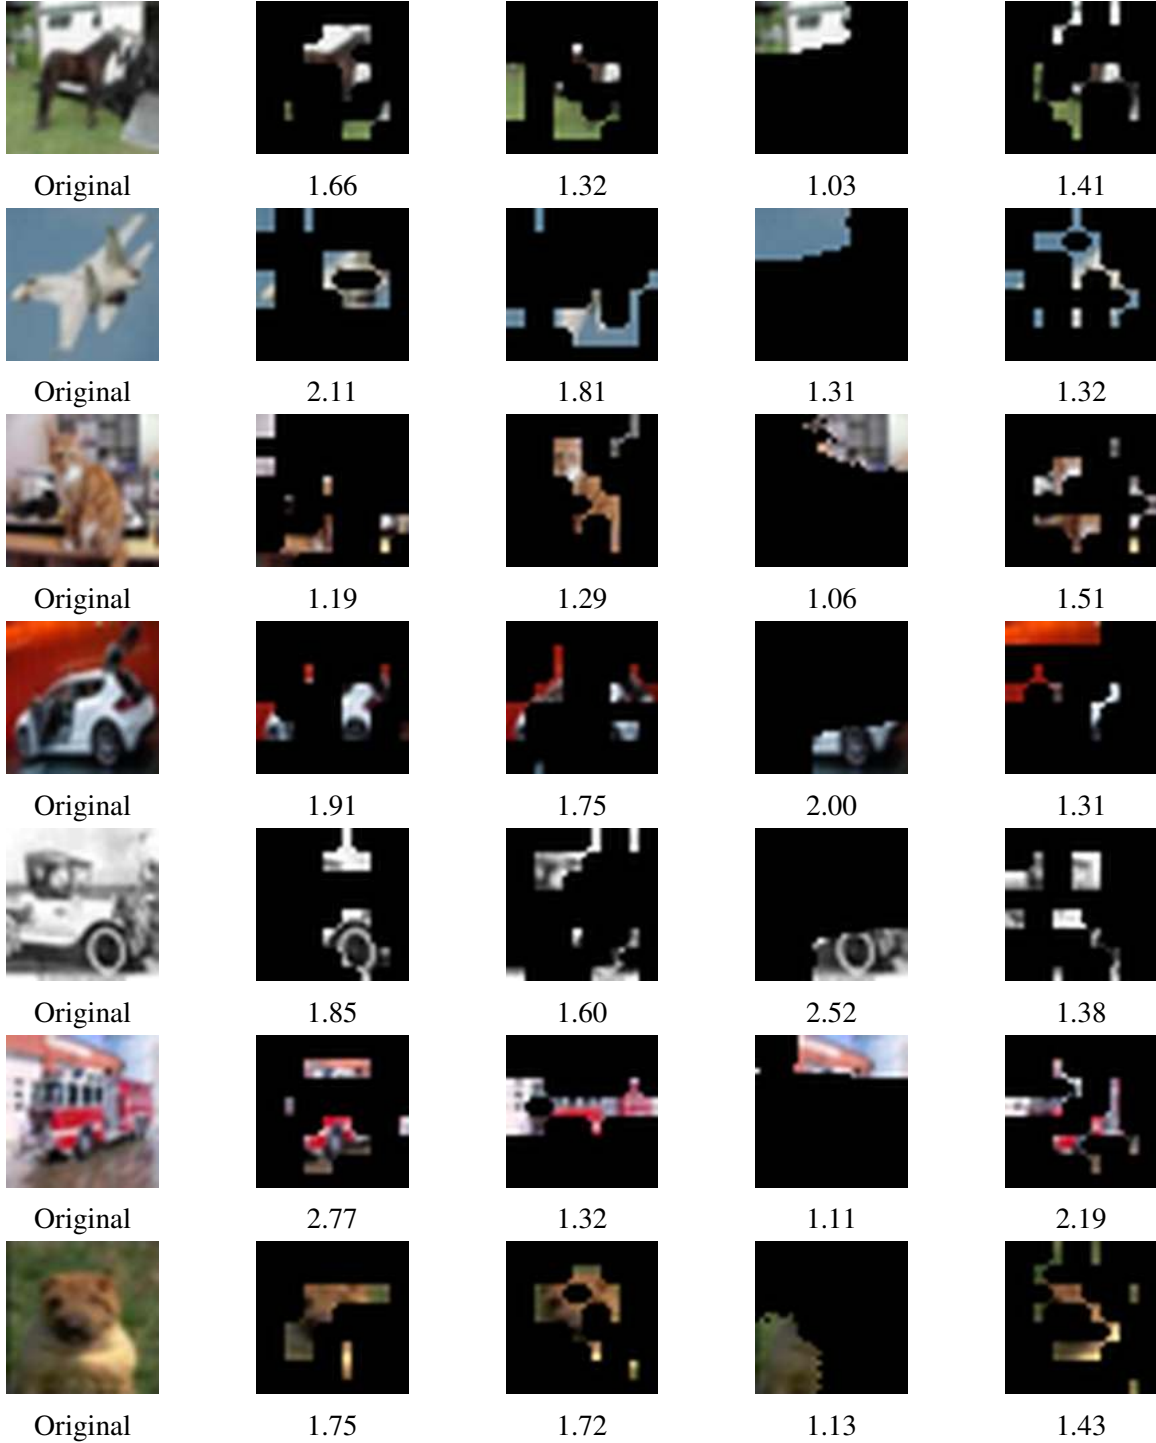 Original 1.66 1.32 1.03 1.41
Original 2.11 1.81 1.31 1.32
Original 1.19 1.29 1.06 1.51
Original 1.91 1.75 2.00 1.31
Original 1.85 1.60 2.52 1.38
Original 2.77 1.32 1.11 2.19
Original 1.75 1.72 1.13 1.43